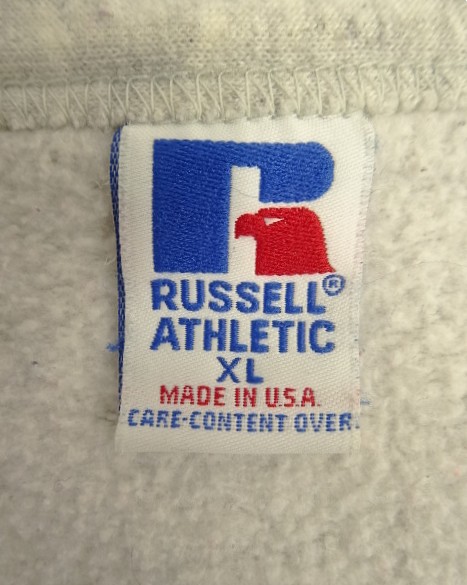 RUSSELL®
ATHLETIC
XL
MADE IN U.S.A.
CARE-CONTENT OVER.